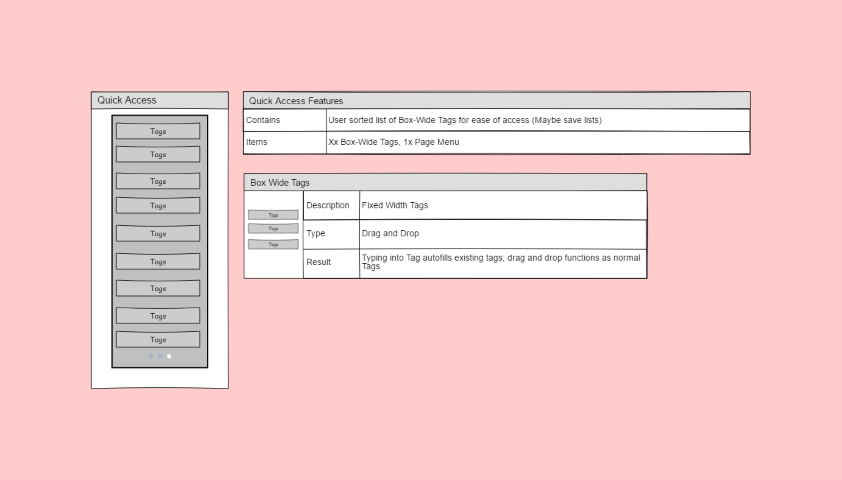 Quick Access
Tags
Tags
Tags
Tags
Tags
Tags
Tags
Tags
Tags
Quick Access Features
Contains User sorted list of Box-Wide Tags for ease of access (Maybe save lists)
Items Xx Box-Wide Tags, 1x Page Menu
Box Wide Tags
Tags
Tags
Tags
Description Fixed Width Tags
Type Drag and Drop
Result Typing into Tag autofills existing tags; drag and drop functions as normal
Tags